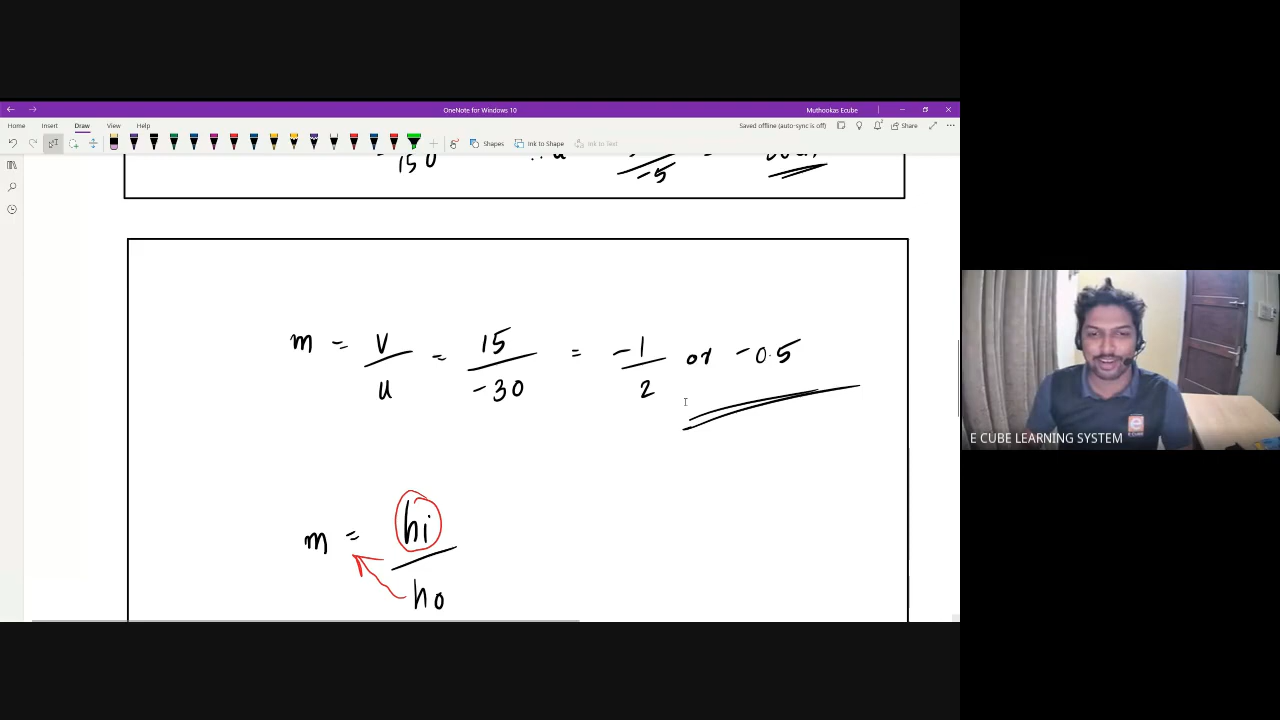 OneNote for Windows 10
Muthookas Ecube
Home Insert Draw View Help
Saved offline (auto-sync is off)
Share
Shapes
Ink to Shape
Ink to Text
150 ∴ u
-5
m = v/u = 15/-30 = -1/2 or -0.5
m = hi/ho
E CUBE LEARNING SYSTEM